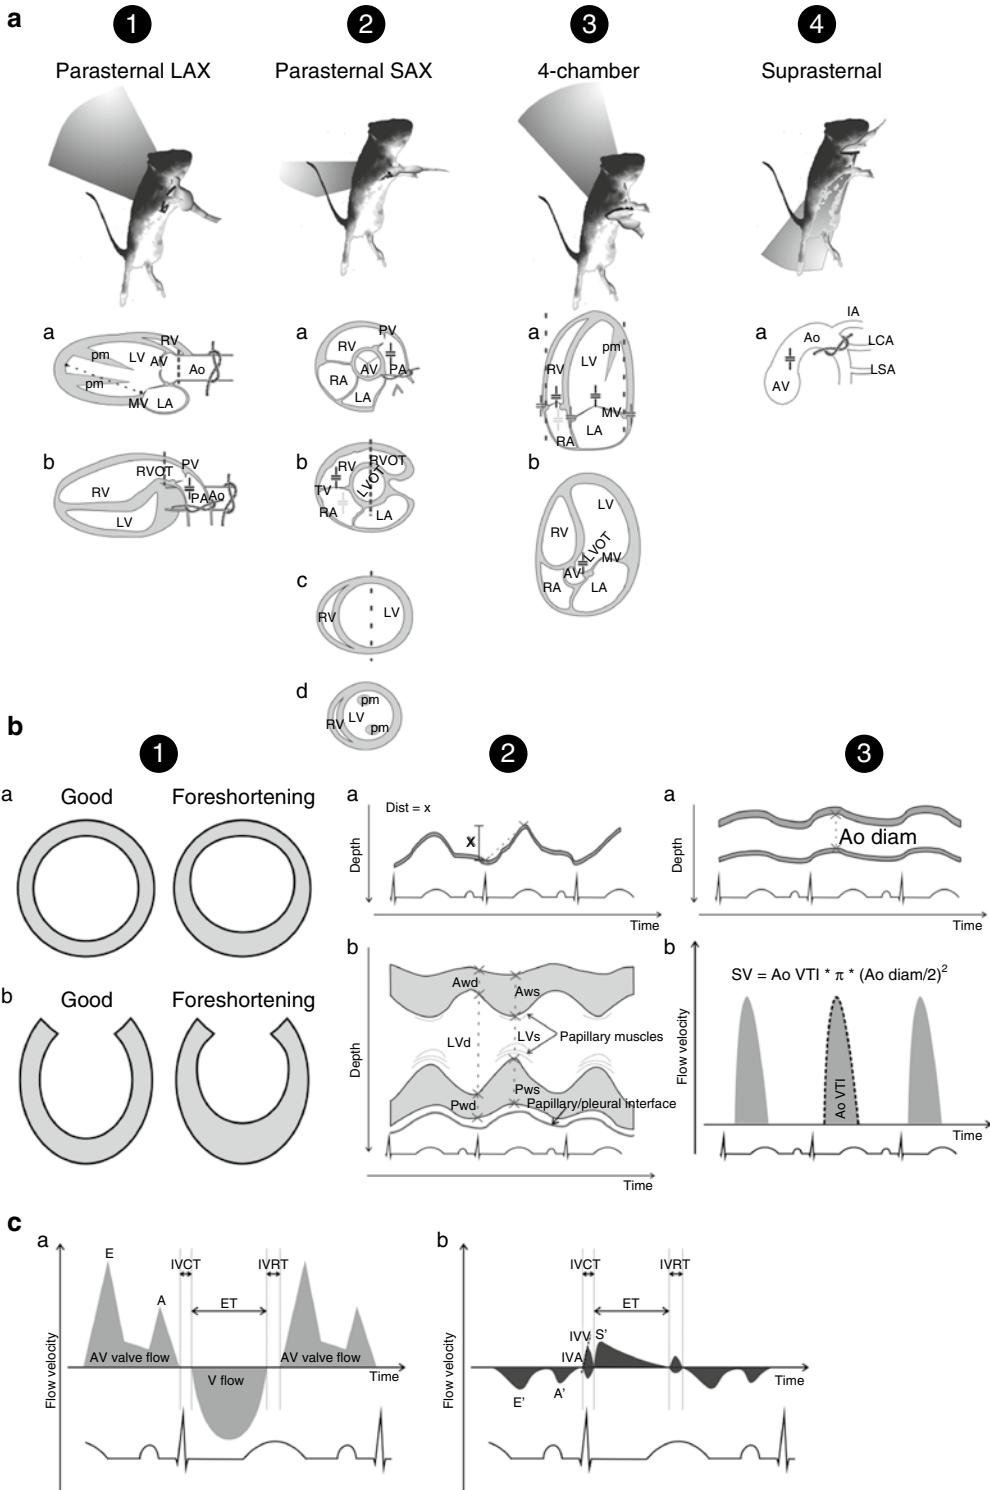 a
1 2 3 4
Parasternal LAX Parasternal SAX 4-chamber Suprasternal
a
RV
pm
LV
AV
Ao
pm
MV
LA
b
RVOT
PV
RV
PA
Ao
LV
a
PV
RV
AV
PA
RA
LA
b
RV
RVOT
LVOT
TV
RA
LA
c
RV
LV
d
pm
RV
LV
pm
a
pm
RV
LV
MV
LA
RA
b
LV
RV
LVOT
MV
AV
RA
LA
a
IA
Ao
LCA
LSA
AV
b
1 2 3
a
Good Foreshortening
b
Good Foreshortening
a
Dist = x
x
Depth
Time
b
Awd
Aws
LVd
LVs
Papillary muscles
Pws
Pwd
Papillary/pleural interface
Depth
Time
a
Ao diam
Depth
Time
b
SV = Ao VTI * π * (Ao diam/2)²
Flow velocity
Ao VTI
Time
c
a
E
IVCT
IVRT
A
ET
AV valve flow
AV valve flow
V flow
Time
Flow velocity
b
IVCT
IVRT
ET
IVV
S'
IVA
E'
A'
Time
Flow velocity